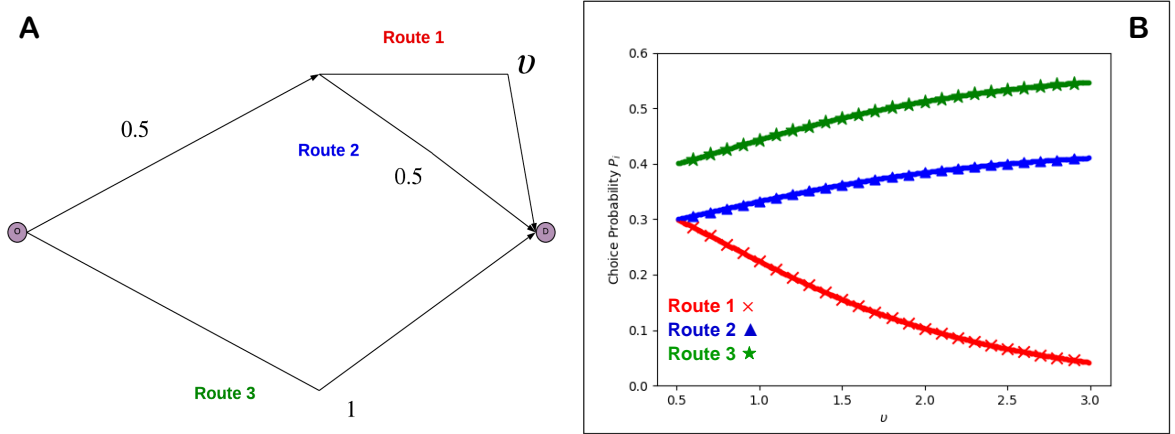 A
Route 1
υ
0.5
Route 2
0.5
O
D
Route 3
1
B
0.6
0.5
0.4
0.3
0.2
0.1
0.0
Choice Probability Pᵢ
Route 1 ×
Route 2 ▲
Route 3 ★
0.5 1.0 1.5 2.0 2.5 3.0
υ